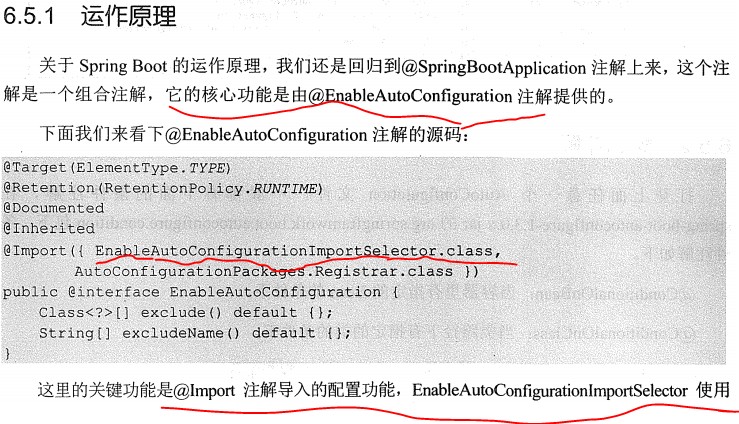 6.5.1 运作原理
关于 Spring Boot 的运作原理，我们还是回归到@SpringBootApplication 注解上来，这个注
解是一个组合注解，它的核心功能是由@EnableAutoConfiguration 注解提供的。
下面我们来看下@EnableAutoConfiguration 注解的源码：
@Target(ElementType.TYPE)
@Retention(RetentionPolicy.RUNTIME)
@Documented
@Inherited
@Import({ EnableAutoConfigurationImportSelector.class,
AutoConfigurationPackages.Registrar.class })
public @interface EnableAutoConfiguration {
Class<?>[] exclude() default {};
String[] excludeName() default {};
}
这里的关键功能是@Import 注解导入的配置功能，EnableAutoConfigurationImportSelector 使用